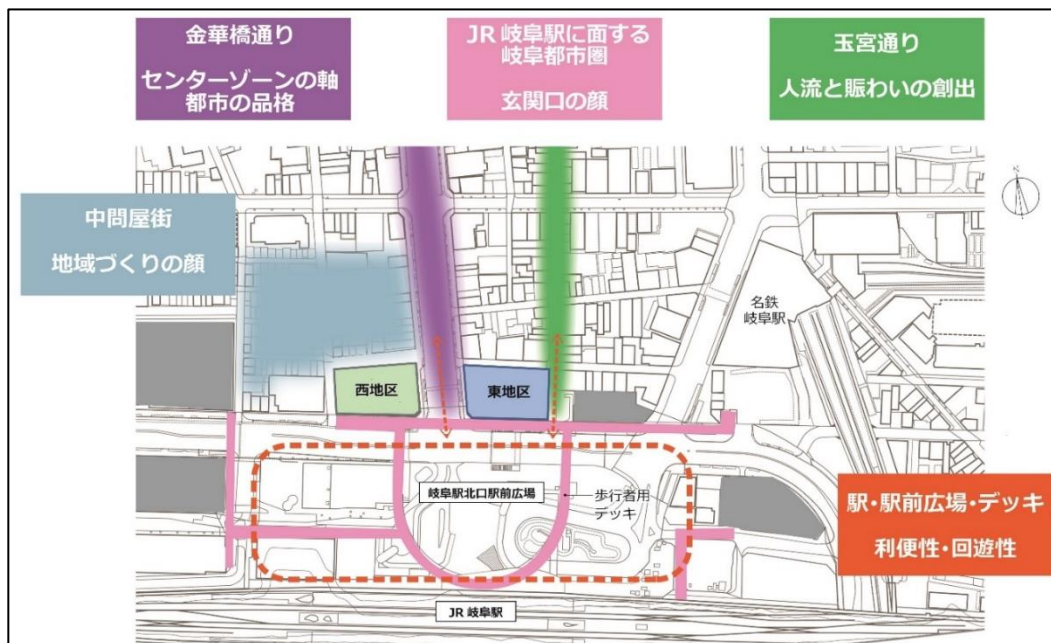 金華橋通り
センターゾーンの軸
都市の品格
JR岐阜駅に面する
岐阜都市圏
玄関口の顔
玉宮通り
人流と賑わいの創出
中問屋街
地域づくりの顔
名鉄
岐阜駅
西地区
東地区
岐阜駅北口駅前広場
歩行者用
デッキ
駅・駅前広場・デッキ
利便性・回遊性
JR岐阜駅